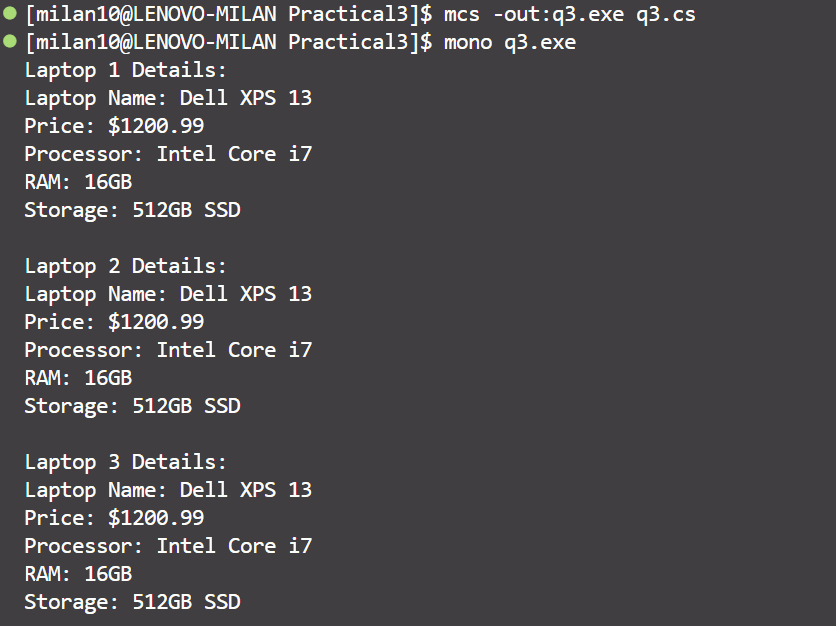 [milan10@LENOVO-MILAN Practical3]$ mcs -out:q3.exe q3.cs
[milan10@LENOVO-MILAN Practical3]$ mono q3.exe
Laptop 1 Details:
Laptop Name: Dell XPS 13
Price: $1200.99
Processor: Intel Core i7
RAM: 16GB
Storage: 512GB SSD

Laptop 2 Details:
Laptop Name: Dell XPS 13
Price: $1200.99
Processor: Intel Core i7
RAM: 16GB
Storage: 512GB SSD

Laptop 3 Details:
Laptop Name: Dell XPS 13
Price: $1200.99
Processor: Intel Core i7
RAM: 16GB
Storage: 512GB SSD